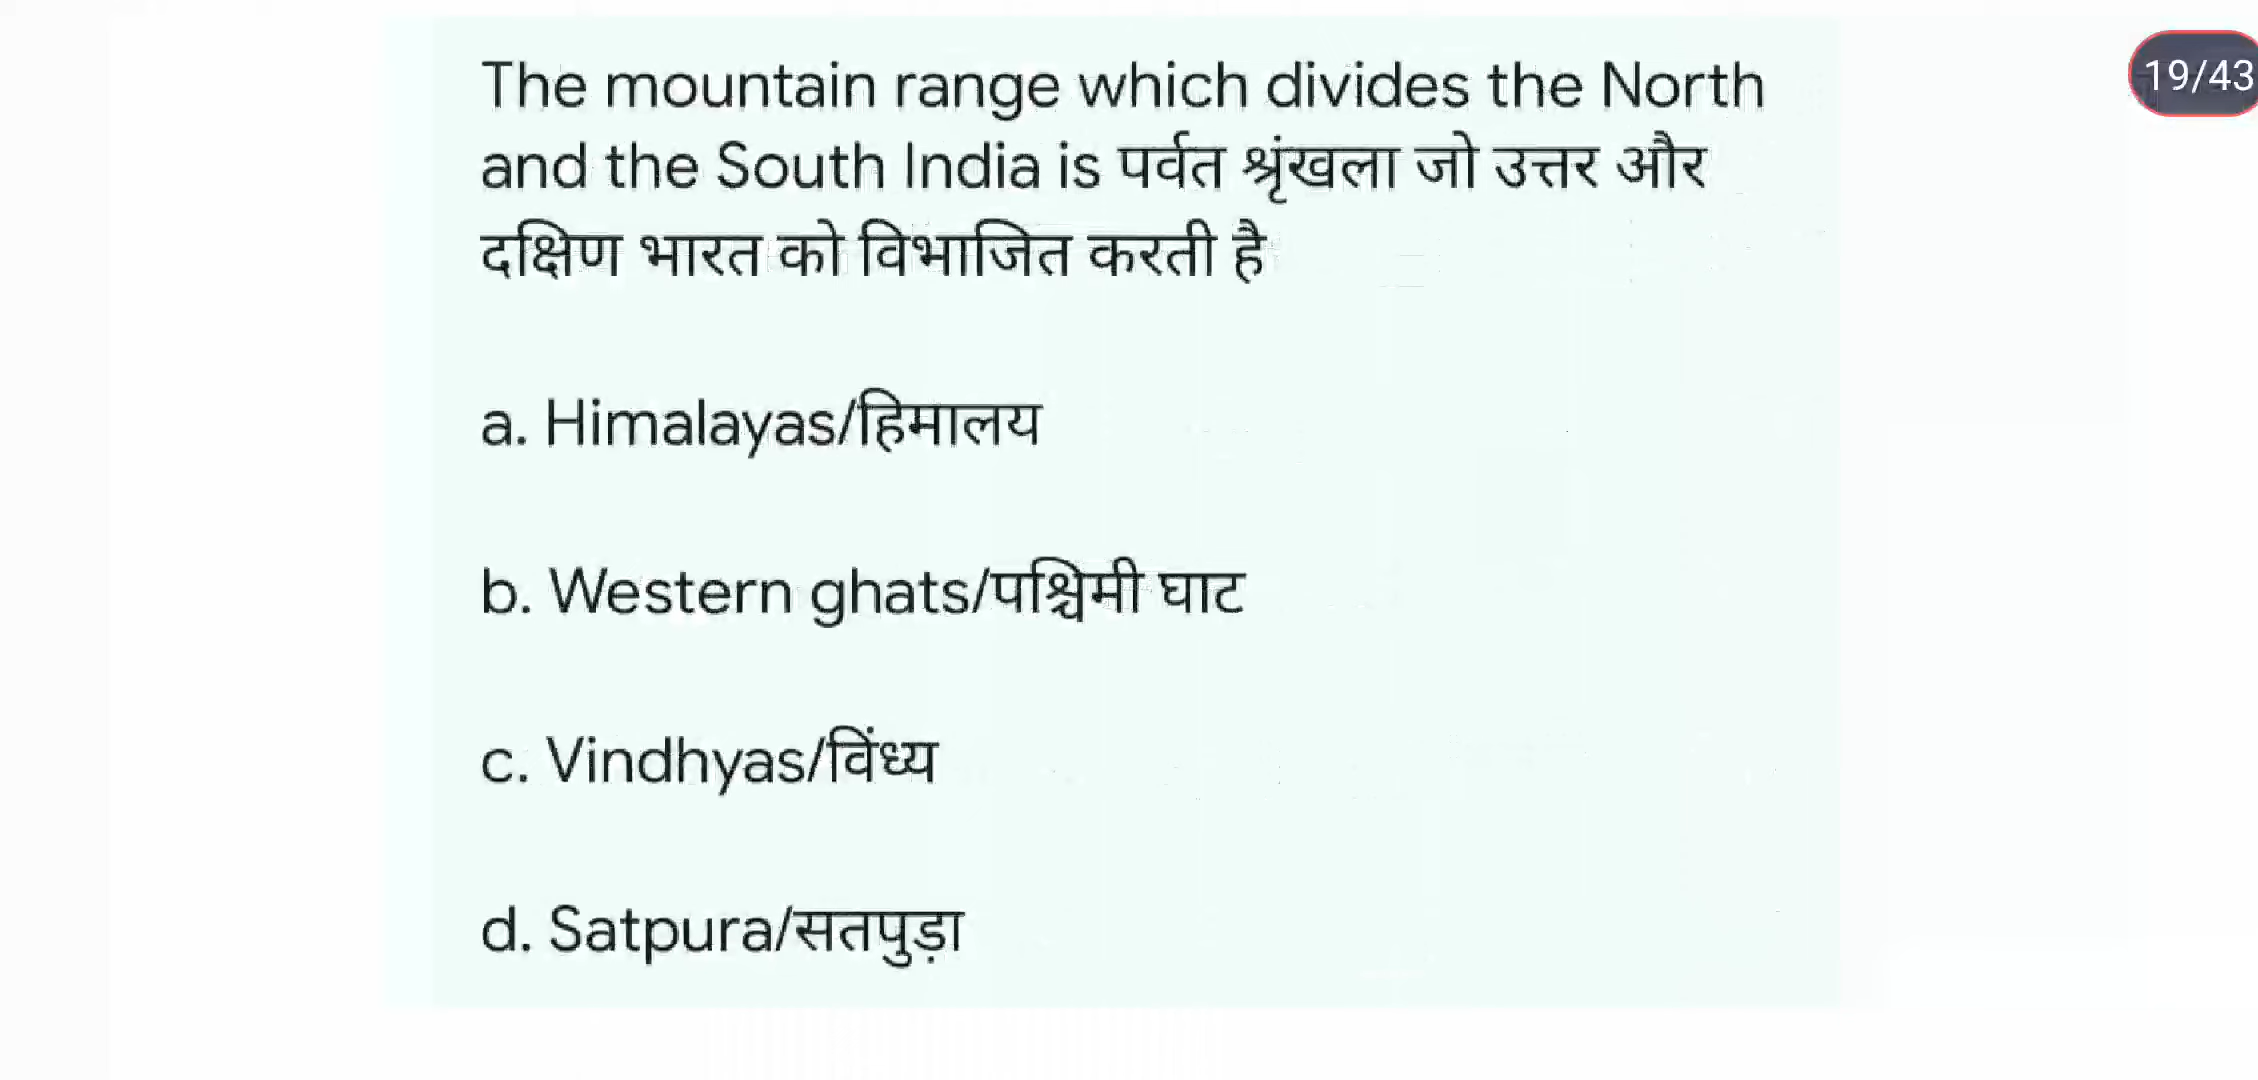 The mountain range which divides the North
and the South India is पर्वत श्रृंखला जो उत्तर और
दक्षिण भारत को विभाजित करती है
a. Himalayas/हिमालय
b. Western ghats/पश्चिमी घाट
c. Vindhyas/विंध्य
d. Satpura/सतपुड़ा
19/43